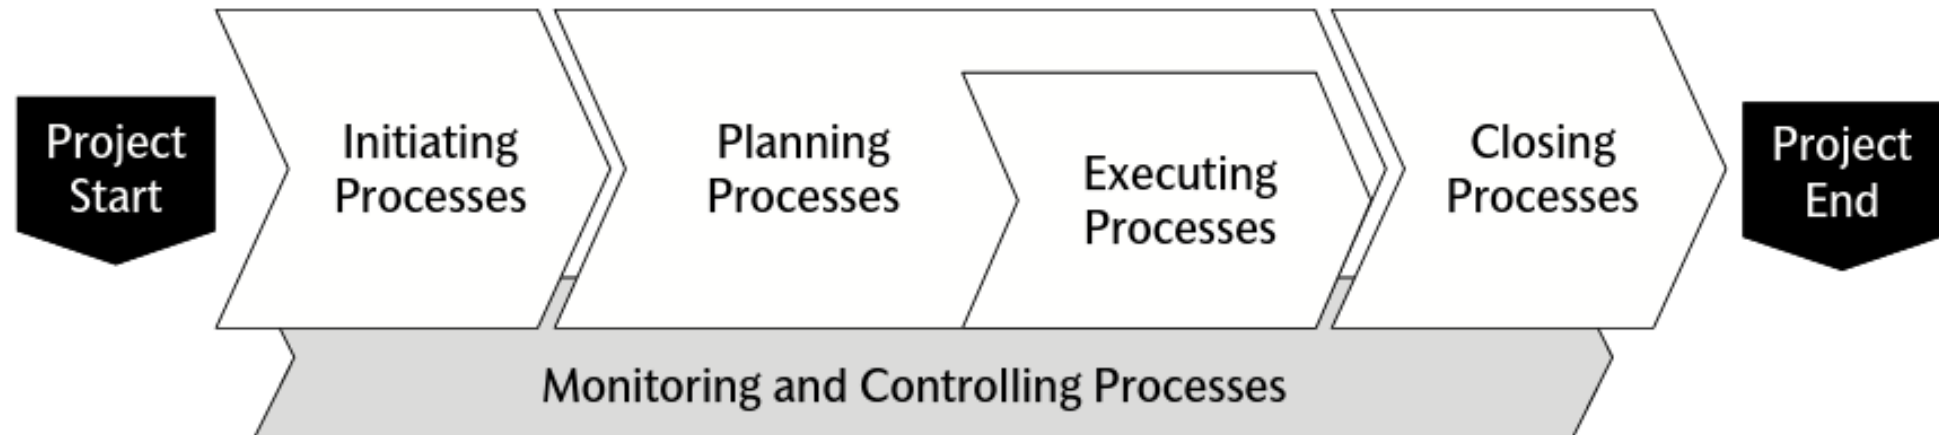 Project
Start
Initiating
Processes
Planning
Processes
Executing
Processes
Closing
Processes
Project
End
Monitoring and Controlling Processes